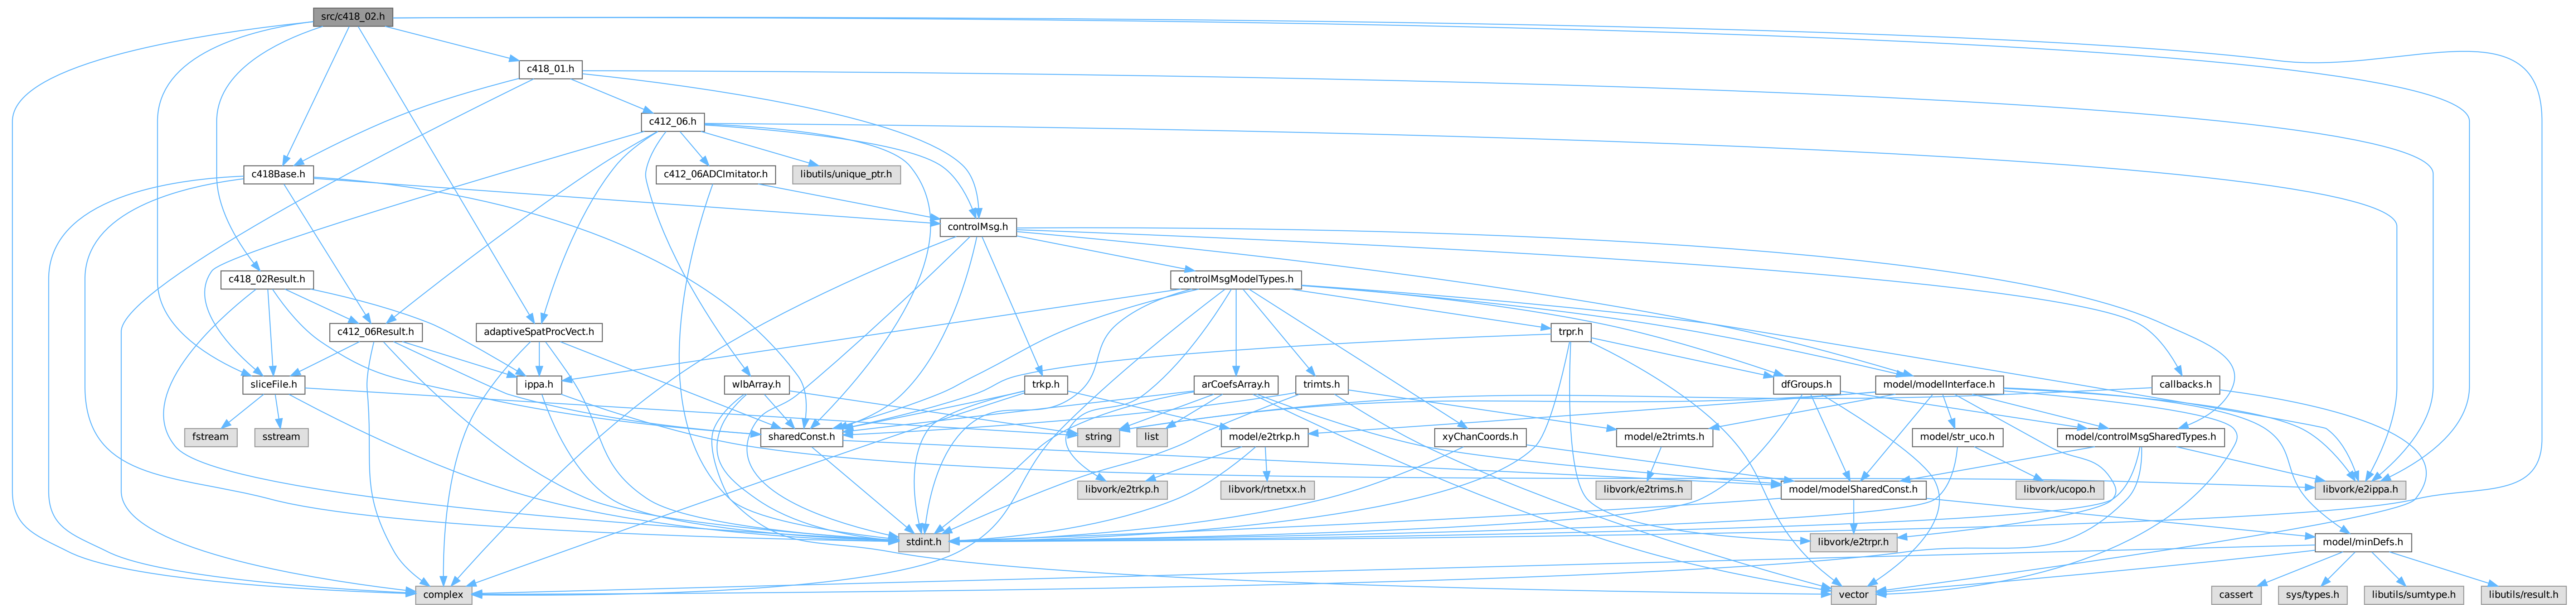 src/c418_02.h
c418_01.h
c412_06.h
c418Base.h
c412_06ADCImitator.h
libutils/unique_ptr.h
controlMsg.h
c418_02Result.h
controlMsgModelTypes.h
c412_06Result.h
adaptiveSpatProcVect.h
trpr.h
sliceFile.h
ippa.h
wlbArray.h
trkp.h
arCoefsArray.h
trimts.h
dfGroups.h
model/modelInterface.h
callbacks.h
fstream
sstream
sharedConst.h
string
list
model/e2trkp.h
xyChanCoords.h
model/e2trimts.h
model/str_uco.h
model/controlMsgSharedTypes.h
libvork/e2trkp.h
libvork/rtnetxx.h
libvork/e2trims.h
model/modelSharedConst.h
libvork/ucopo.h
libvork/e2ippa.h
stdint.h
libvork/e2trpr.h
model/minDefs.h
complex
vector
cassert
sys/types.h
libutils/sumtype.h
libutils/result.h